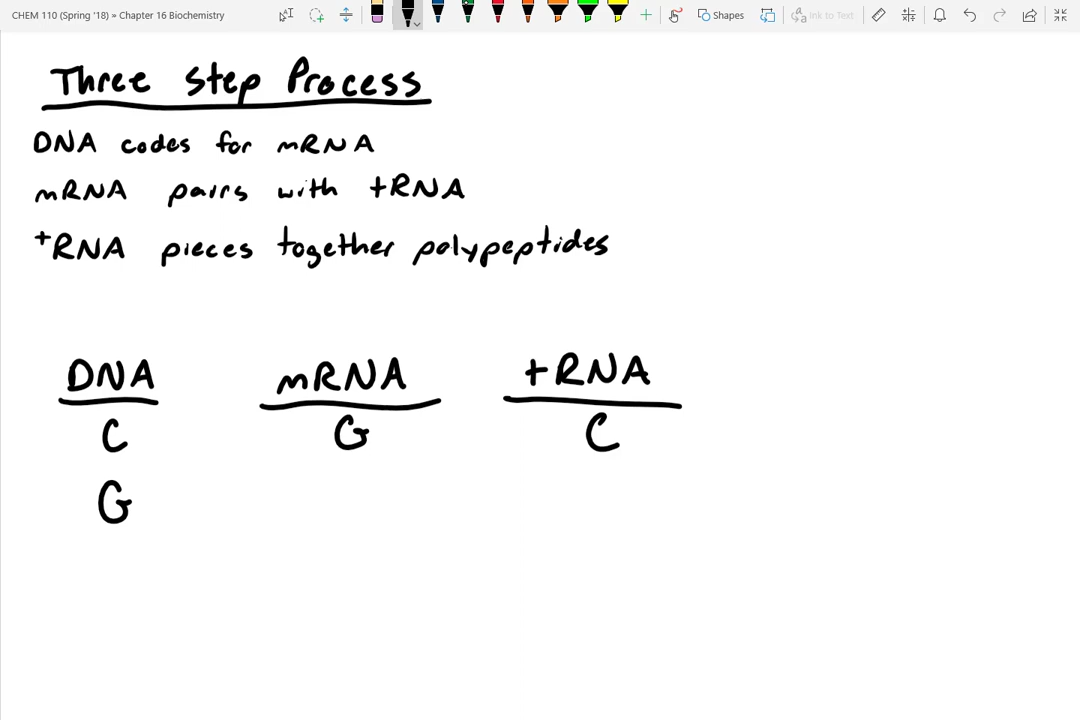 CHEM 110 (Spring '18) » Chapter 16 Biochemistry
Shapes
Ink to Text
Three Step Process
DNA codes for mRNA
mRNA pairs with tRNA
tRNA pieces together polypeptides
DNA mRNA tRNA
C G C
G